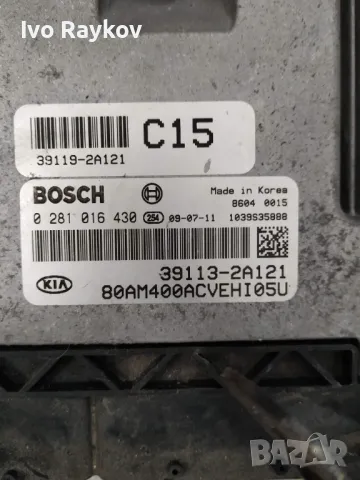 Ivo Raykov
C15
39119-2A121
BOSCH
Made in Korea
8604 0015
0 281 016 430 254 09-07-11 1039S35888
39113-2A121
KIA
80AM400ACVEHI05U
BAZAR